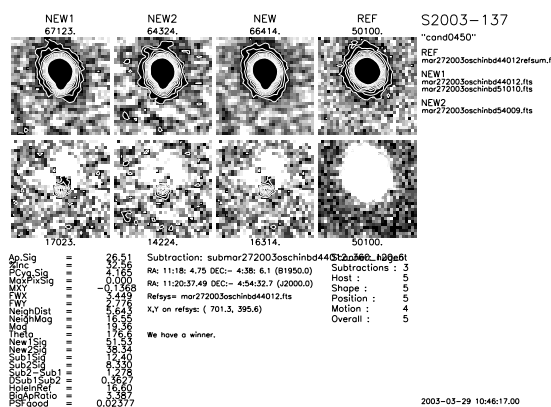 NEW1 NEW2 NEW REF S2003-137
67123. 64324. 66414. 50100.
"cand0450"
REF
mar272003oschinbd44012refsum.f
NEW1
mar272003oschinbd44012.fts
mar272003oschinbd51010.fts
NEW2
mar272003oschinbd54009.fts
17023. 14224. 16314. 50100.
Ap.Sig = 26.51
%Inc = 32.56
PCyg.Sig = 4.165
MaxPixSig = 0.000
MXY = -0.1368
FWX = 3.449
FWY = 2.776
NeighDist = 5.643
NeighMag = 16.55
Mag = 19.36
Theta = 176.6
New1Sig = 51.53
New2Sig = 38.34
Sub1Sig = 12.40
Sub2Sig = 8.330
Sub2-Sub1 = 1.278
DSub1Sub2 = 0.3627
HoleInRef = 16.60
BigApRatio = 3.387
PSFgood = 0.02377
Subtraction: submar272003oschinbd44012
RA: 11:18: 4.75 DEC:- 4:38: 6.1 (B1950.0)
RA: 11:20:37.49 DEC:- 4:54:32.7 (J2000.0)
Refsys= mar272003oschinbd44012.fts
X,Y on refsys: ( 701.3, 395.6)
We have a winner.
Subtractions : 3
Host : 5
Shape : 5
Position : 5
Motion : 4
Overall : 5
2003-03-29 10:46:17.00